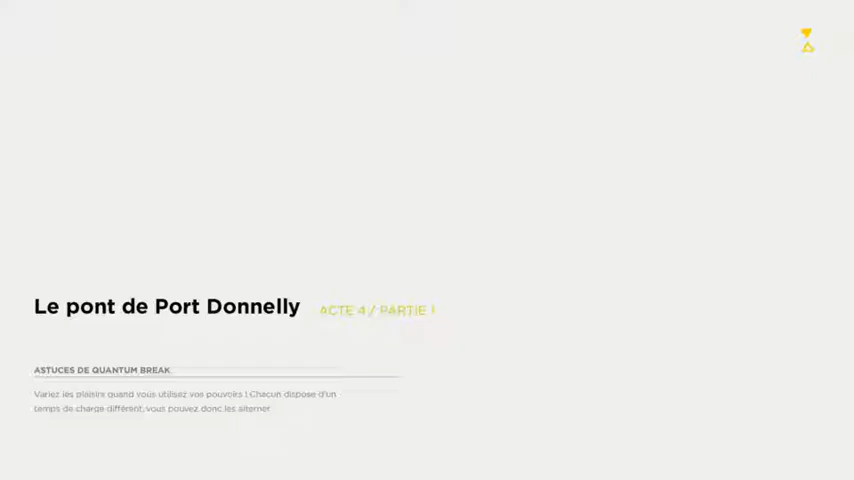 Le pont de Port Donnelly ACTE 4 / PARTIE 1
ASTUCES DE QUANTUM BREAK
Variez les plaisirs quand vous utilisez vos pouvoirs ! Chacun dispose d'un
temps de charge différent, vous pouvez donc les alterner.